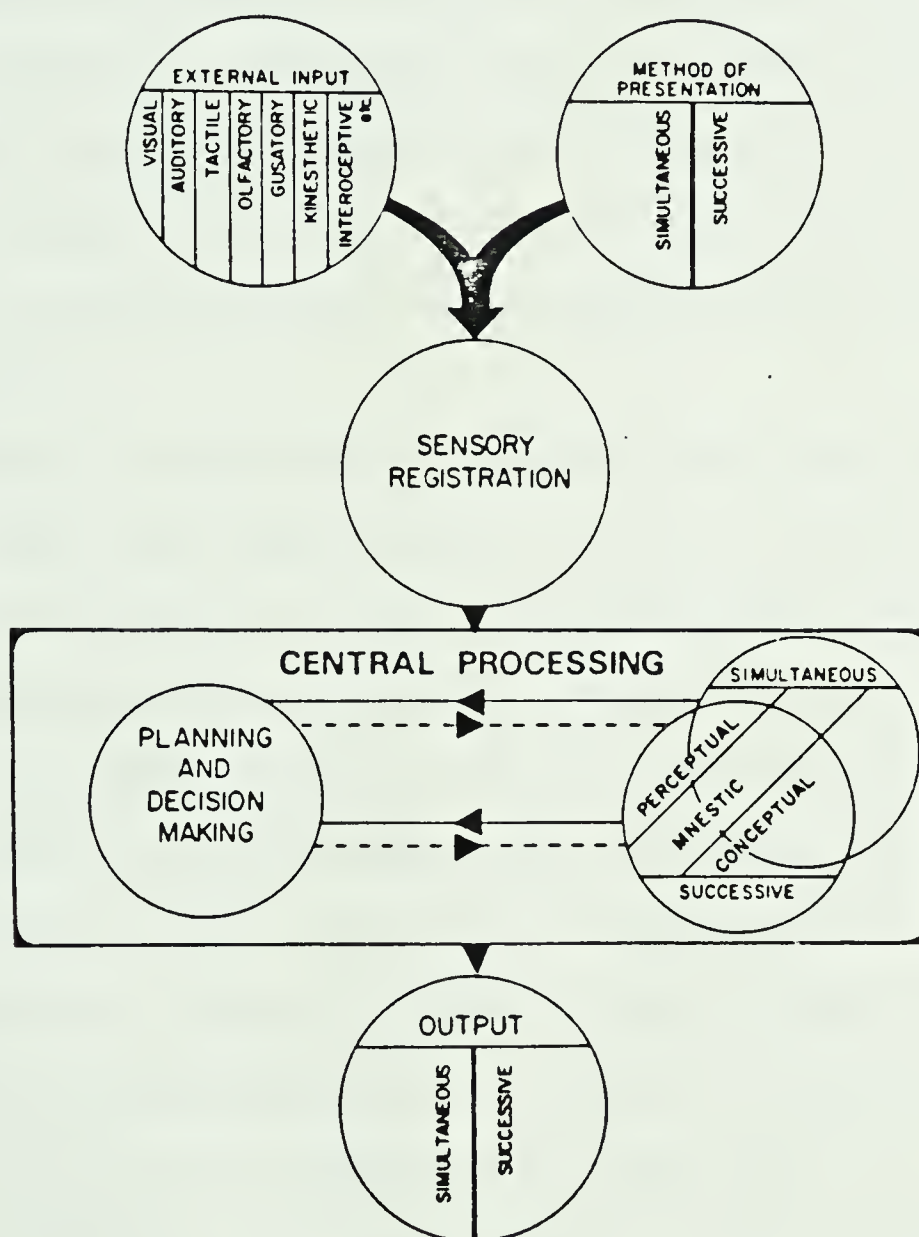 EXTERNAL INPUT
VISUAL
AUDITORY
TACTILE
OLFACTORY
GUSATORY
KINESTHETIC
INTEROCEPTIVE
etc.
METHOD OF
PRESENTATION
SIMULTANEOUS
SUCCESSIVE
SENSORY
REGISTRATION
CENTRAL PROCESSING
PLANNING
AND
DECISION
MAKING
SIMULTANEOUS
PERCEPTUAL
MNESTIC
CONCEPTUAL
SUCCESSIVE
OUTPUT
SIMULTANEOUS
SUCCESSIVE